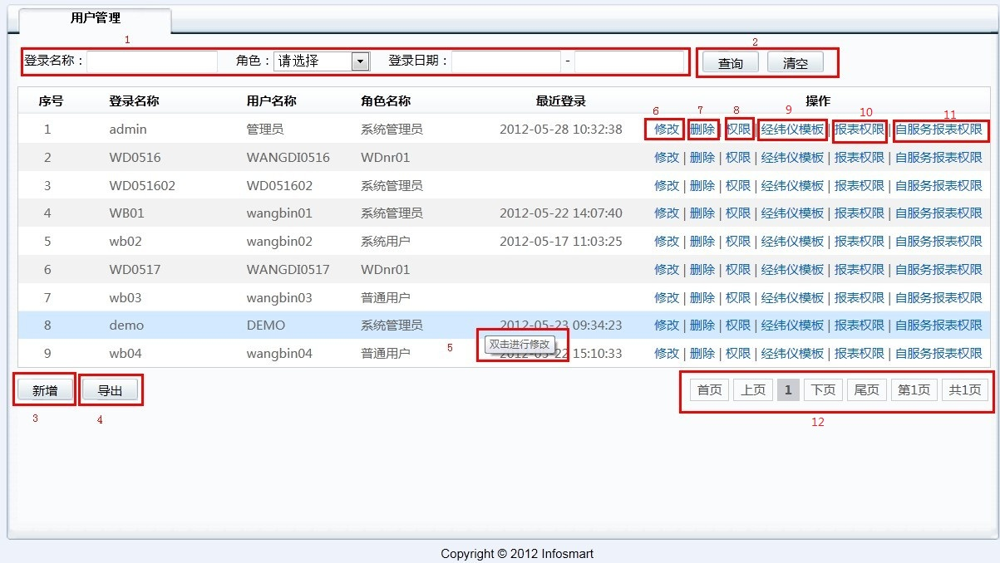 用户管理
1
2
登录名称： 角色： 请选择 登录日期： - 查询 清空
序号 登录名称 用户名称 角色名称 最近登录 操作
6 7 8 9 10 11
1 admin 管理员 系统管理员 2012-05-28 10:32:38 修改 删除 权限 | 经纬仪模板 | 报表权限 | 自服务报表权限
2 WD0516 WANGDI0516 WDnr01 修改 | 删除 | 权限 | 经纬仪模板 | 报表权限 | 自服务报表权限
3 WD051602 WD051602 系统管理员 修改 | 删除 | 权限 | 经纬仪模板 | 报表权限 | 自服务报表权限
4 WB01 wangbin01 系统管理员 2012-05-22 14:07:40 修改 | 删除 | 权限 | 经纬仪模板 | 报表权限 | 自服务报表权限
5 wb02 wangbin02 系统用户 2012-05-17 11:03:25 修改 | 删除 | 权限 | 经纬仪模板 | 报表权限 | 自服务报表权限
6 WD0517 WANGDI0517 WDnr01 修改 | 删除 | 权限 | 经纬仪模板 | 报表权限 | 自服务报表权限
7 wb03 wangbin03 普通用户 修改 | 删除 | 权限 | 经纬仪模板 | 报表权限 | 自服务报表权限
8 demo DEMO 系统管理员 2012-05-23 09:34:23 修改 | 删除 | 权限 | 经纬仪模板 | 报表权限 | 自服务报表权限
5 双击进行修改
9 wb04 wangbin04 普通用户 2012-05-22 15:10:33 修改 | 删除 | 权限 | 经纬仪模板 | 报表权限 | 自服务报表权限
新增 导出 首页 上页 1 下页 尾页 第1页 共1页
3 4 12
Copyright © 2012 Infosmart